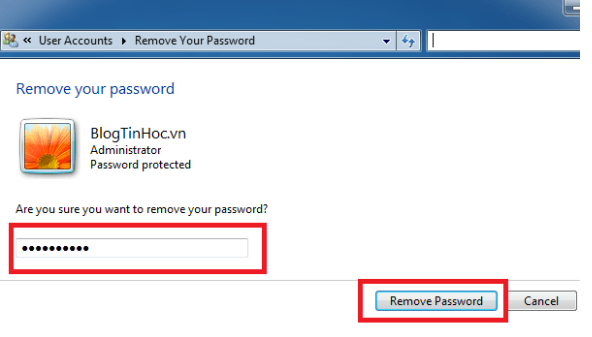 « User Accounts ▸ Remove Your Password
Remove your password
BlogTinHoc.vn
Administrator
Password protected
Are you sure you want to remove your password?
••••••••••
Remove Password Cancel